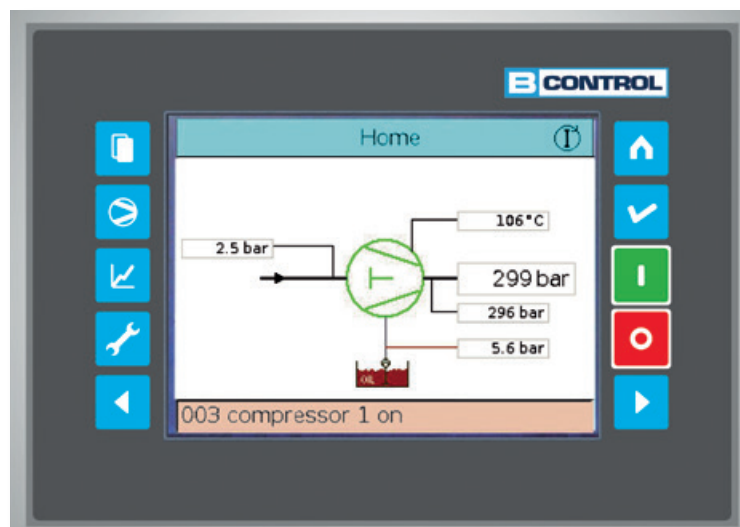 B CONTROL
Home
106°C
2.5 bar
299 bar
296 bar
5.6 bar
OIL
003 compressor 1 on